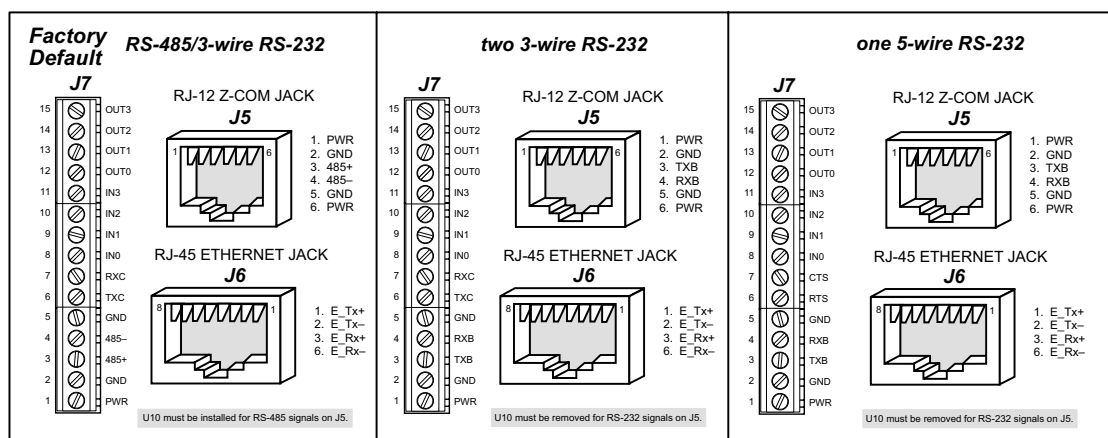 Factory
Default
RS-485/3-wire RS-232
J7
15 OUT3
14 OUT2
13 OUT1
12 OUT0
11 IN3
10 IN2
9 IN1
8 IN0
7 RXC
6 TXC
5 GND
4 485–
3 485+
2 GND
1 PWR
RJ-12 Z-COM JACK
J5
1 6
1. PWR
2. GND
3. 485+
4. 485–
5. GND
6. PWR
RJ-45 ETHERNET JACK
J6
8 1
1. E_Tx+
2. E_Tx–
3. E_Rx+
6. E_Rx–
U10 must be installed for RS-485 signals on J5.
two 3-wire RS-232
J7
15 OUT3
14 OUT2
13 OUT1
12 OUT0
11 IN3
10 IN2
9 IN1
8 IN0
7 RXC
6 TXC
5 GND
4 RXB
3 TXB
2 GND
1 PWR
RJ-12 Z-COM JACK
J5
1 6
1. PWR
2. GND
3. TXB
4. RXB
5. GND
6. PWR
RJ-45 ETHERNET JACK
J6
8 1
1. E_Tx+
2. E_Tx–
3. E_Rx+
6. E_Rx–
U10 must be removed for RS-232 signals on J5.
one 5-wire RS-232
J7
15 OUT3
14 OUT2
13 OUT1
12 OUT0
11 IN3
10 IN2
9 IN1
8 IN0
7 CTS
6 RTS
5 GND
4 RXB
3 TXB
2 GND
1 PWR
RJ-12 Z-COM JACK
J5
1 6
1. PWR
2. GND
3. TXB
4. RXB
5. GND
6. PWR
RJ-45 ETHERNET JACK
J6
8 1
1. E_Tx+
2. E_Tx–
3. E_Rx+
6. E_Rx–
U10 must be removed for RS-232 signals on J5.